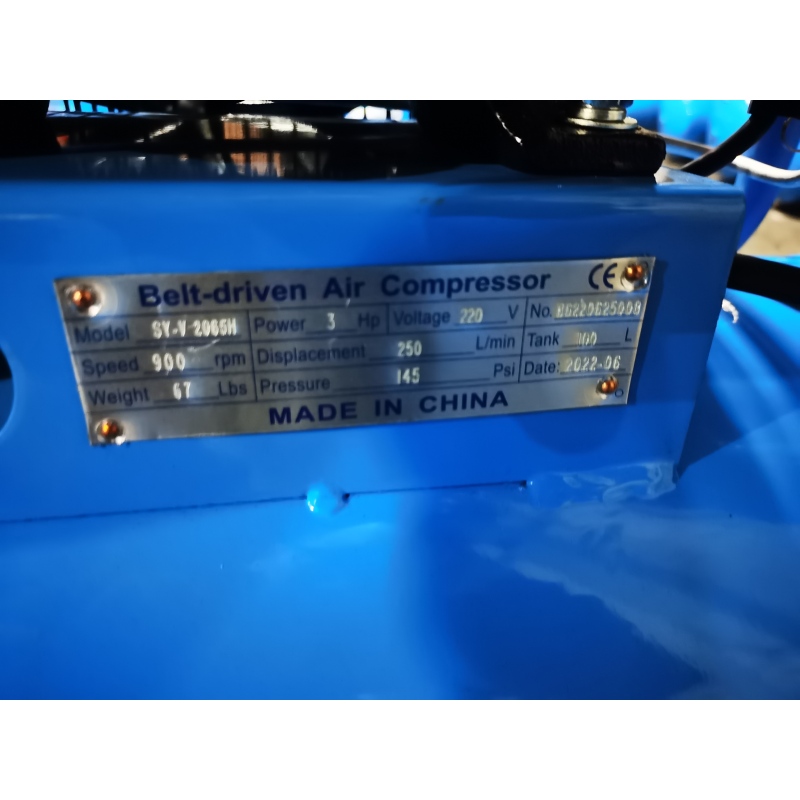 Belt-driven Air Compressor CE
Model SY-V-2065H Power 3 Hp Voltage 220 V No.
Speed 900 rpm Displacement 250 L/min Tank L
Weight 67 Lbs Pressure 145 Psi Date: 2022-06
MADE IN CHINA